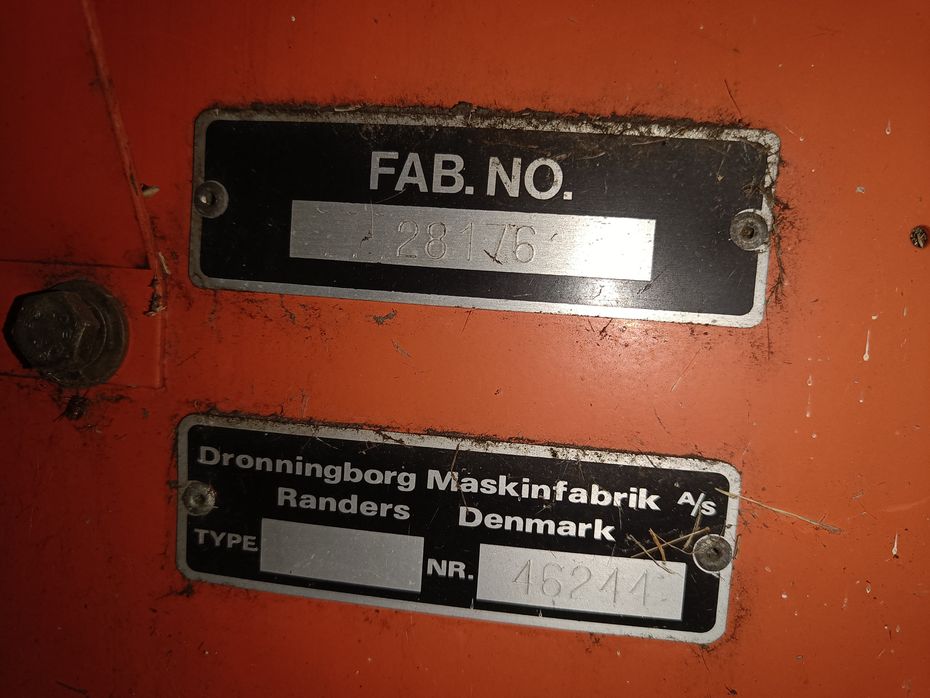 FAB. NO.
28176
Dronningborg Maskinfabrik A/S
Randers Denmark
TYPE NR. 46244